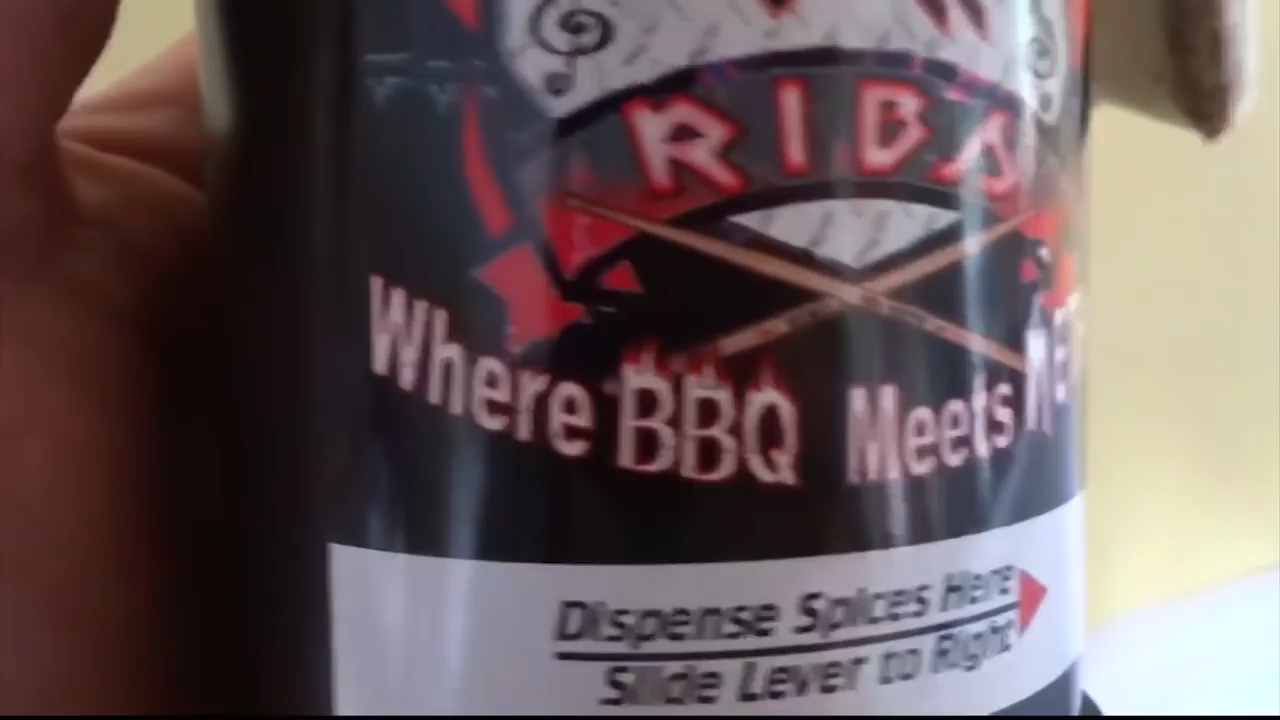 RIBS
Where BBQ Meets
Dispense Spices Here
Slide Lever to Right